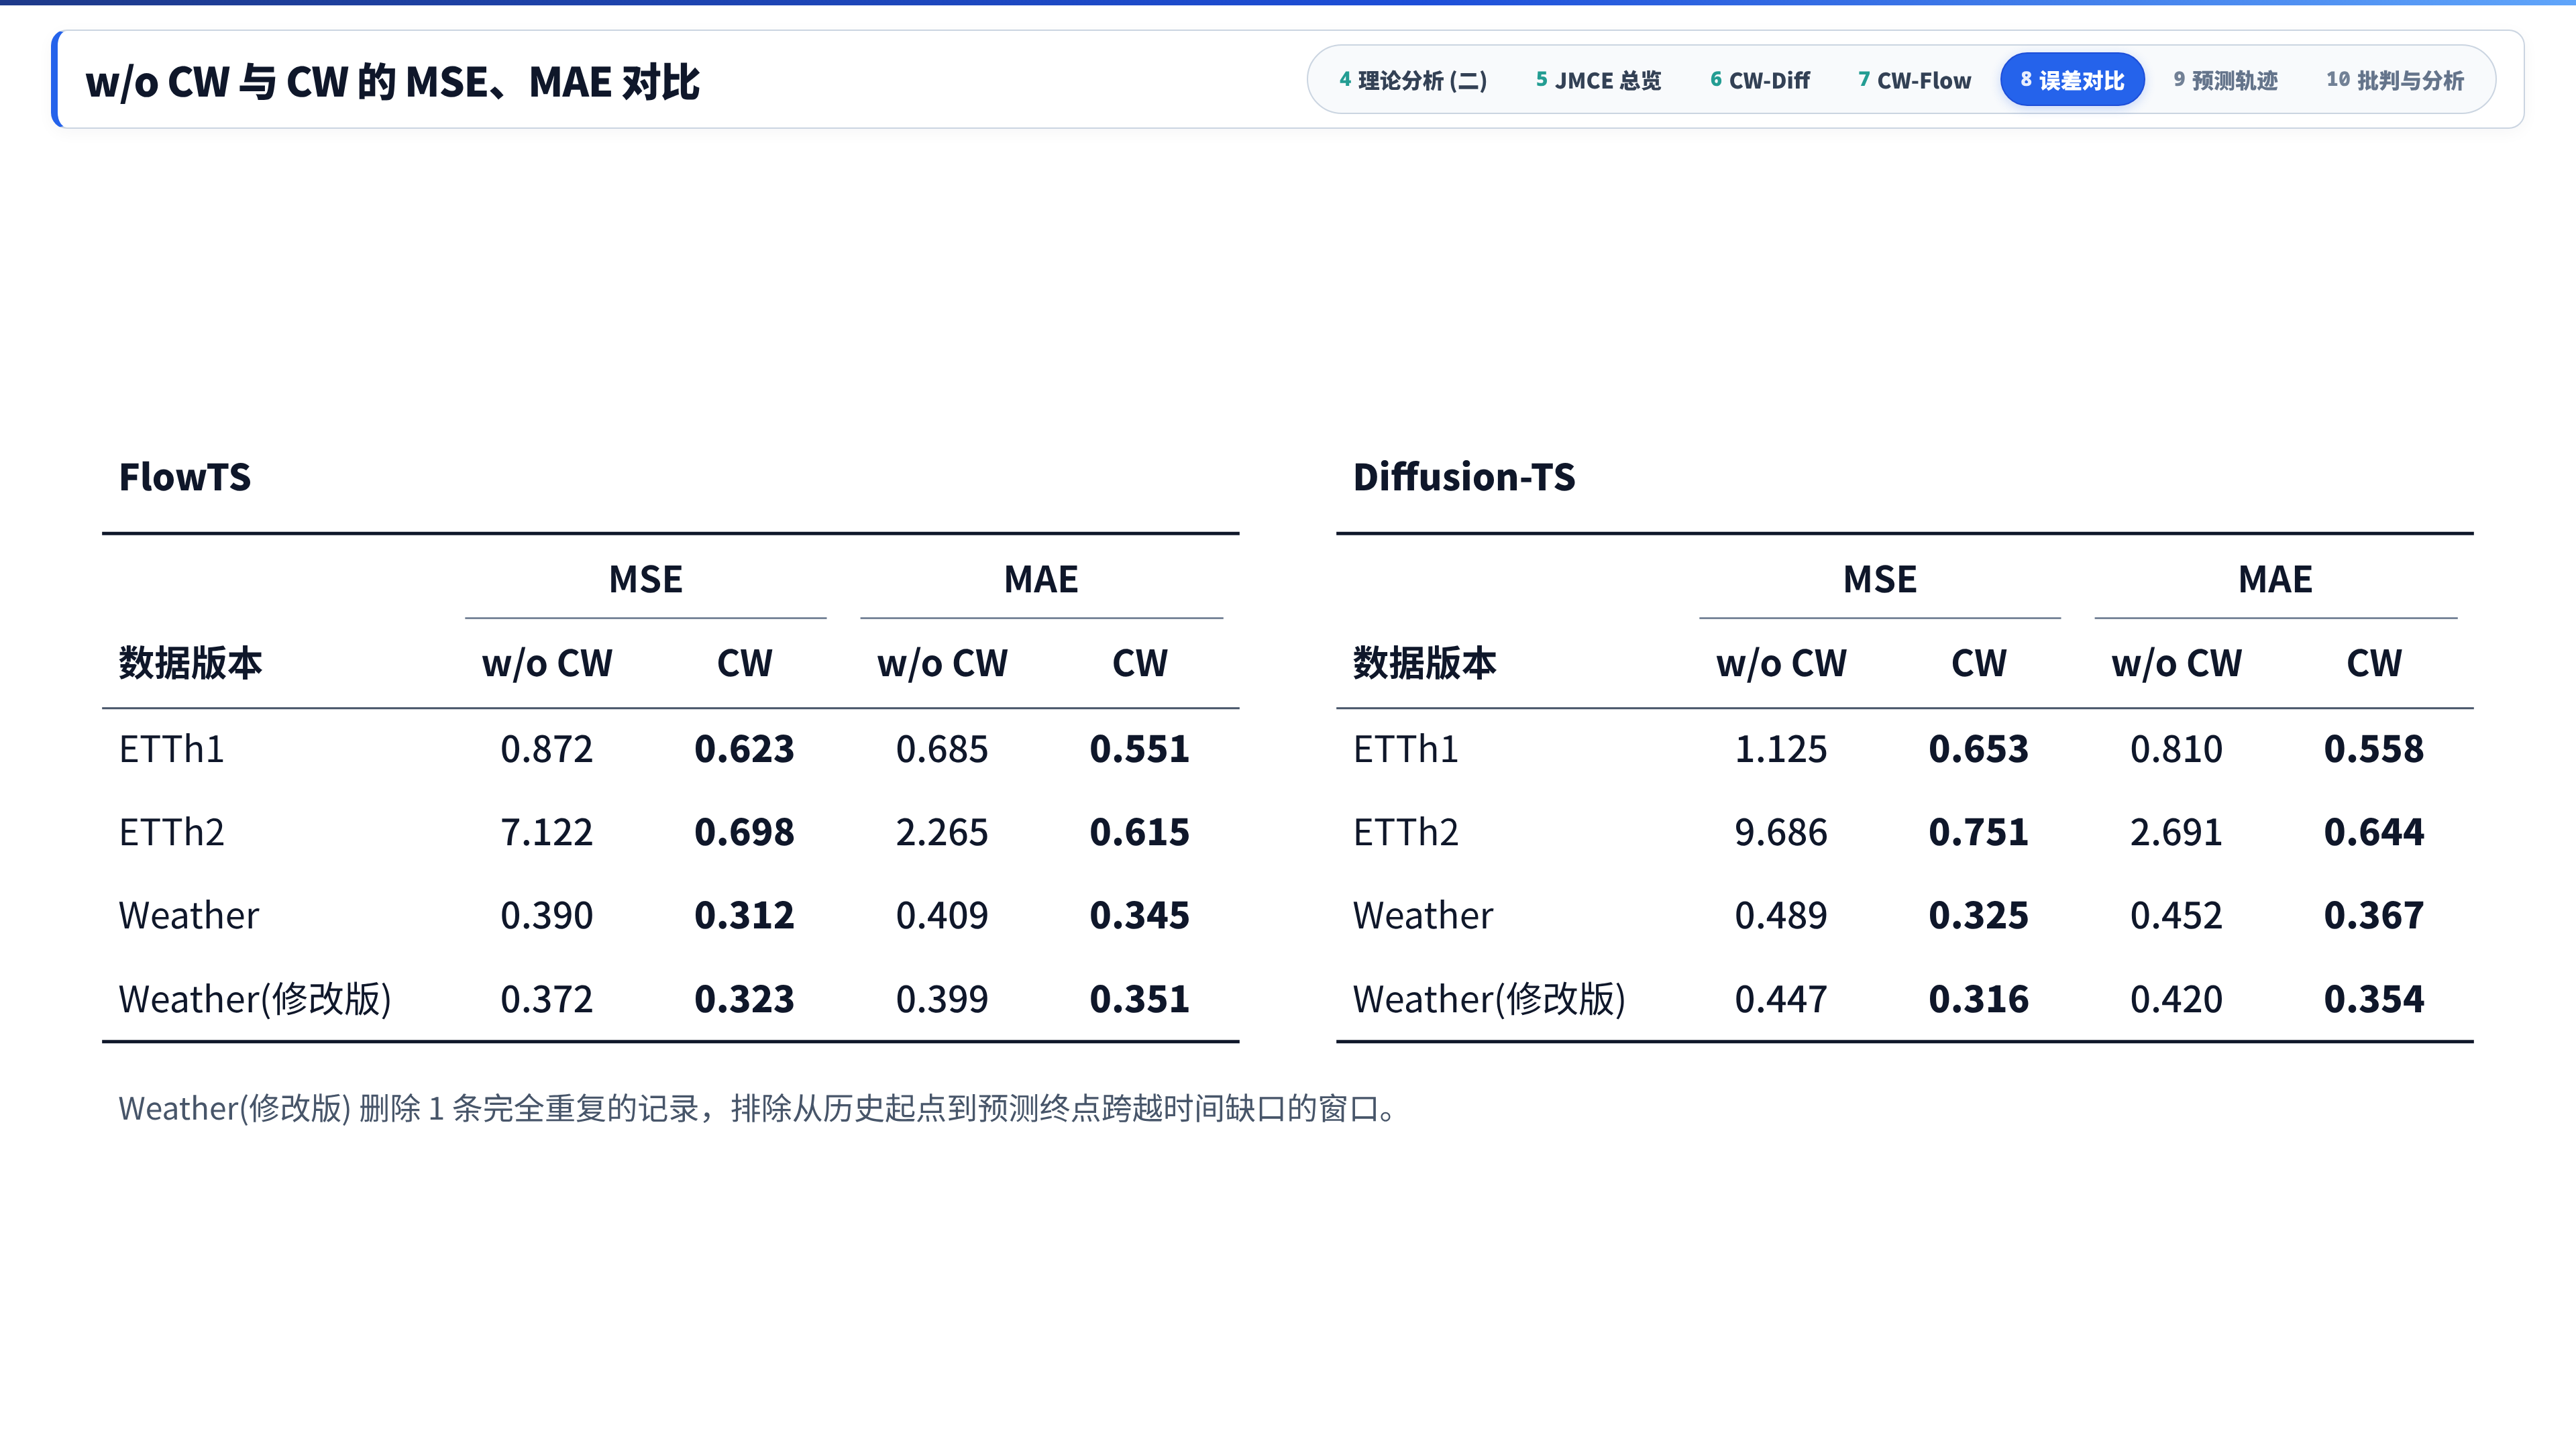 w/o CW 与 CW 的 MSE、MAE 对比
4 理论分析 (二) 5 JMCE 总览 6 CW-Diff 7 CW-Flow 8 误差对比 9 预测轨迹 10 批判与分析
FlowTS
MSE MAE
数据版本 w/o CW CW w/o CW CW
ETTh1 0.872 0.623 0.685 0.551
ETTh2 7.122 0.698 2.265 0.615
Weather 0.390 0.312 0.409 0.345
Weather(修改版) 0.372 0.323 0.399 0.351
Diffusion-TS
MSE MAE
数据版本 w/o CW CW w/o CW CW
ETTh1 1.125 0.653 0.810 0.558
ETTh2 9.686 0.751 2.691 0.644
Weather 0.489 0.325 0.452 0.367
Weather(修改版) 0.447 0.316 0.420 0.354
Weather(修改版) 删除 1 条完全重复的记录，排除从历史起点到预测终点跨越时间缺口的窗口。